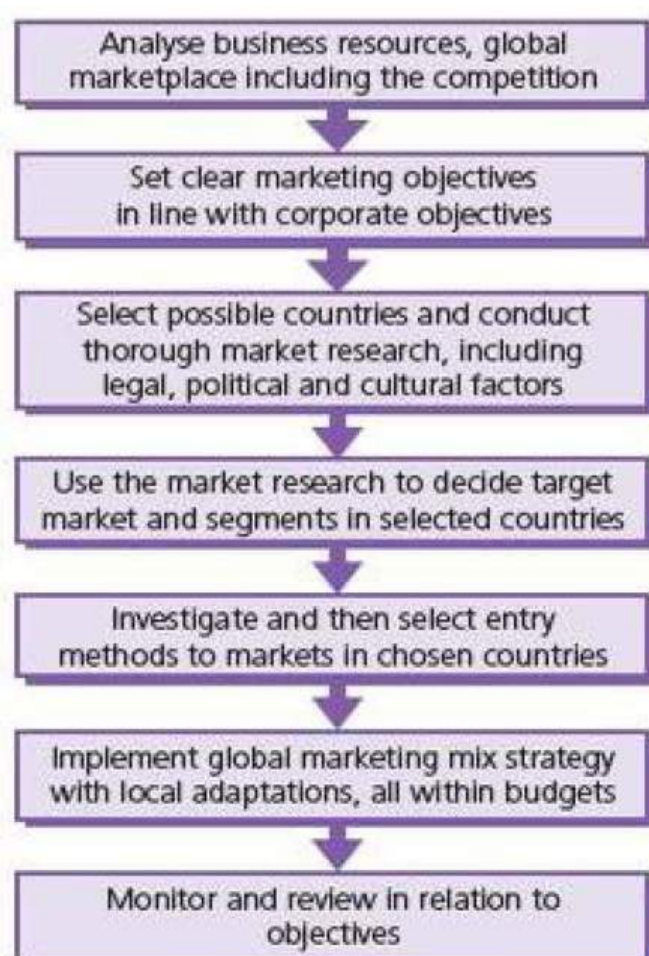 Analyse business resources, global
marketplace including the competition
Set clear marketing objectives
in line with corporate objectives
Select possible countries and conduct
thorough market research, including
legal, political and cultural factors
Use the market research to decide target
market and segments in selected countries
Investigate and then select entry
methods to markets in chosen countries
Implement global marketing mix strategy
with local adaptations, all within budgets
Monitor and review in relation to
objectives